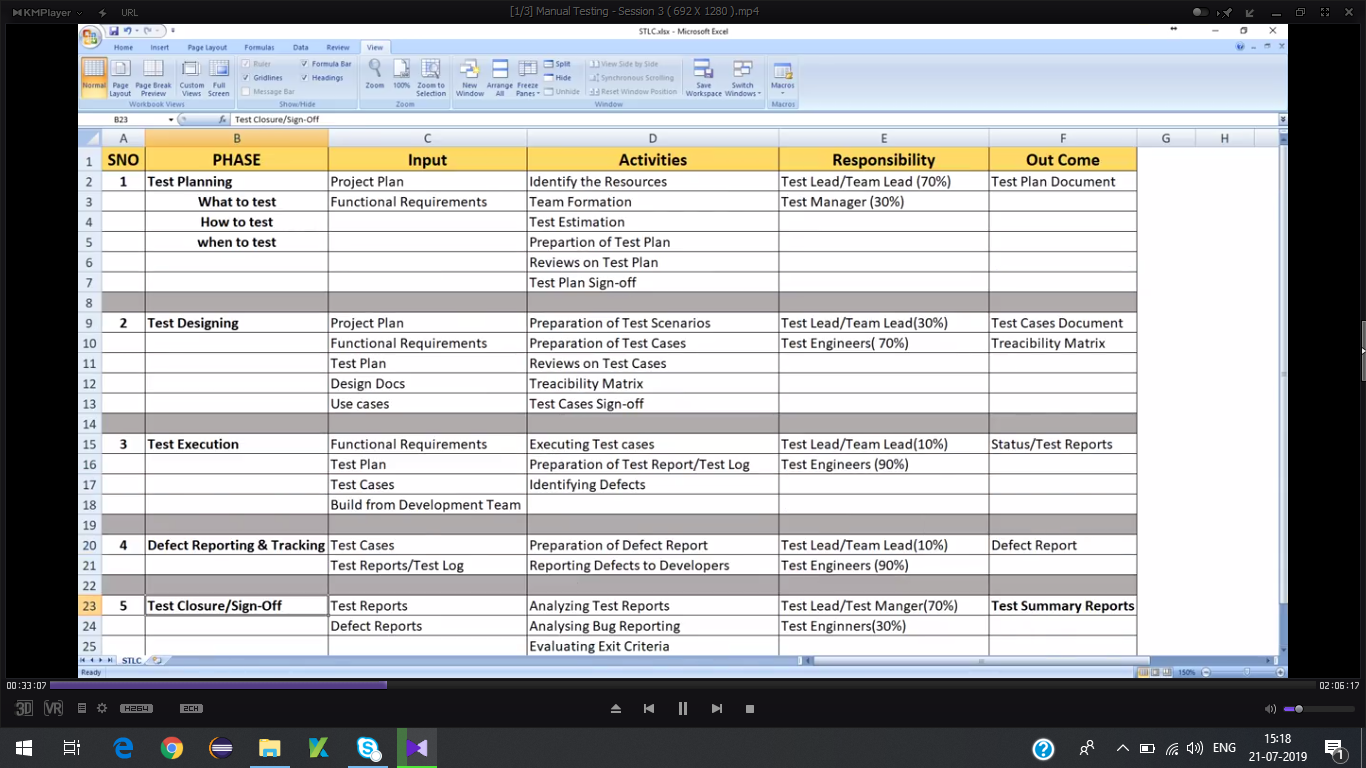 KMPlayer URL [1/3] Manual Testing - Session 3 ( 692 X 1280 ).mp4
STLC.xlsx - Microsoft Excel
Home Insert Page Layout Formulas Data Review View
Ruler Formula Bar
Gridlines Headings
Message Bar
Normal Page Layout Page Break Preview Custom Views Full Screen
Zoom 100% Zoom to Selection
New Window Arrange All Freeze Panes
Split
Hide
Unhide
View Side by Side
Synchronous Scrolling
Reset Window Position
Save Workspace Switch Windows Macros
Workbook Views Show/Hide Zoom Window Macros
B23 fx Test Closure/Sign-Off
A B C D E F G H
1 SNO PHASE Input Activities Responsibility Out Come
2 1 Test Planning Project Plan Identify the Resources Test Lead/Team Lead (70%) Test Plan Document
3 What to test Functional Requirements Team Formation Test Manager (30%)
4 How to test Test Estimation
5 when to test Prepartion of Test Plan
6 Reviews on Test Plan
7 Test Plan Sign-off
8
9 2 Test Designing Project Plan Preparation of Test Scenarios Test Lead/Team Lead(30%) Test Cases Document
10 Functional Requirements Preparation of Test Cases Test Engineers( 70%) Treacibility Matrix
11 Test Plan Reviews on Test Cases
12 Design Docs Treacibility Matrix
13 Use cases Test Cases Sign-off
14
15 3 Test Execution Functional Requirements Executing Test cases Test Lead/Team Lead(10%) Status/Test Reports
16 Test Plan Preparation of Test Report/Test Log Test Engineers (90%)
17 Test Cases Identifying Defects
18 Build from Development Team
19
20 4 Defect Reporting & Tracking Test Cases Preparation of Defect Report Test Lead/Team Lead(10%) Defect Report
21 Test Reports/Test Log Reporting Defects to Developers Test Engineers (90%)
22
23 5 Test Closure/Sign-Off Test Reports Analyzing Test Reports Test Lead/Test Manger(70%) Test Summary Reports
24 Defect Reports Analysing Bug Reporting Test Enginners(30%)
25 Evaluating Exit Criteria
STLC
Ready 150%
00:33:07 02:06:17
3D VR H264 2CH
ENG 15:18
21-07-2019 1